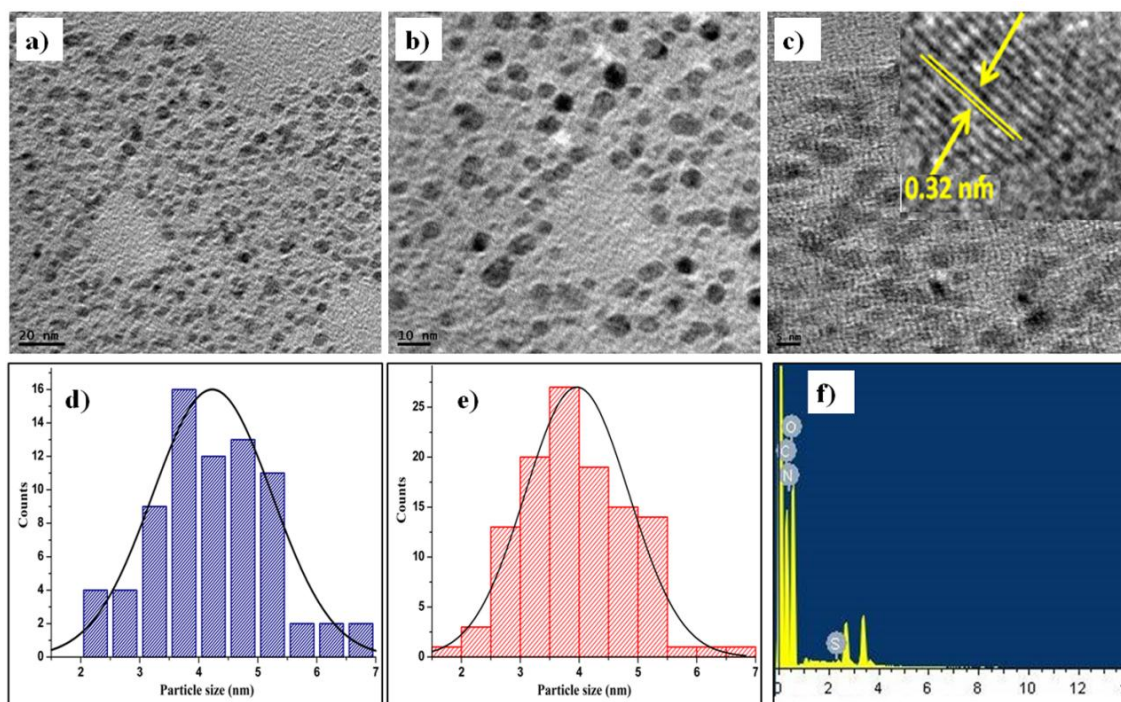 a)
20 nm
b)
10 nm
c)
0.32 nm
5 nm
d)
16
14
12
10
8
6
4
2
0
Counts
2 3 4 5 6 7
Particle size (nm)
e)
25
20
15
10
5
0
Counts
2 3 4 5 6 7
Particle size (nm)
f)
O
C
N
S
0 2 4 6 8 10 12